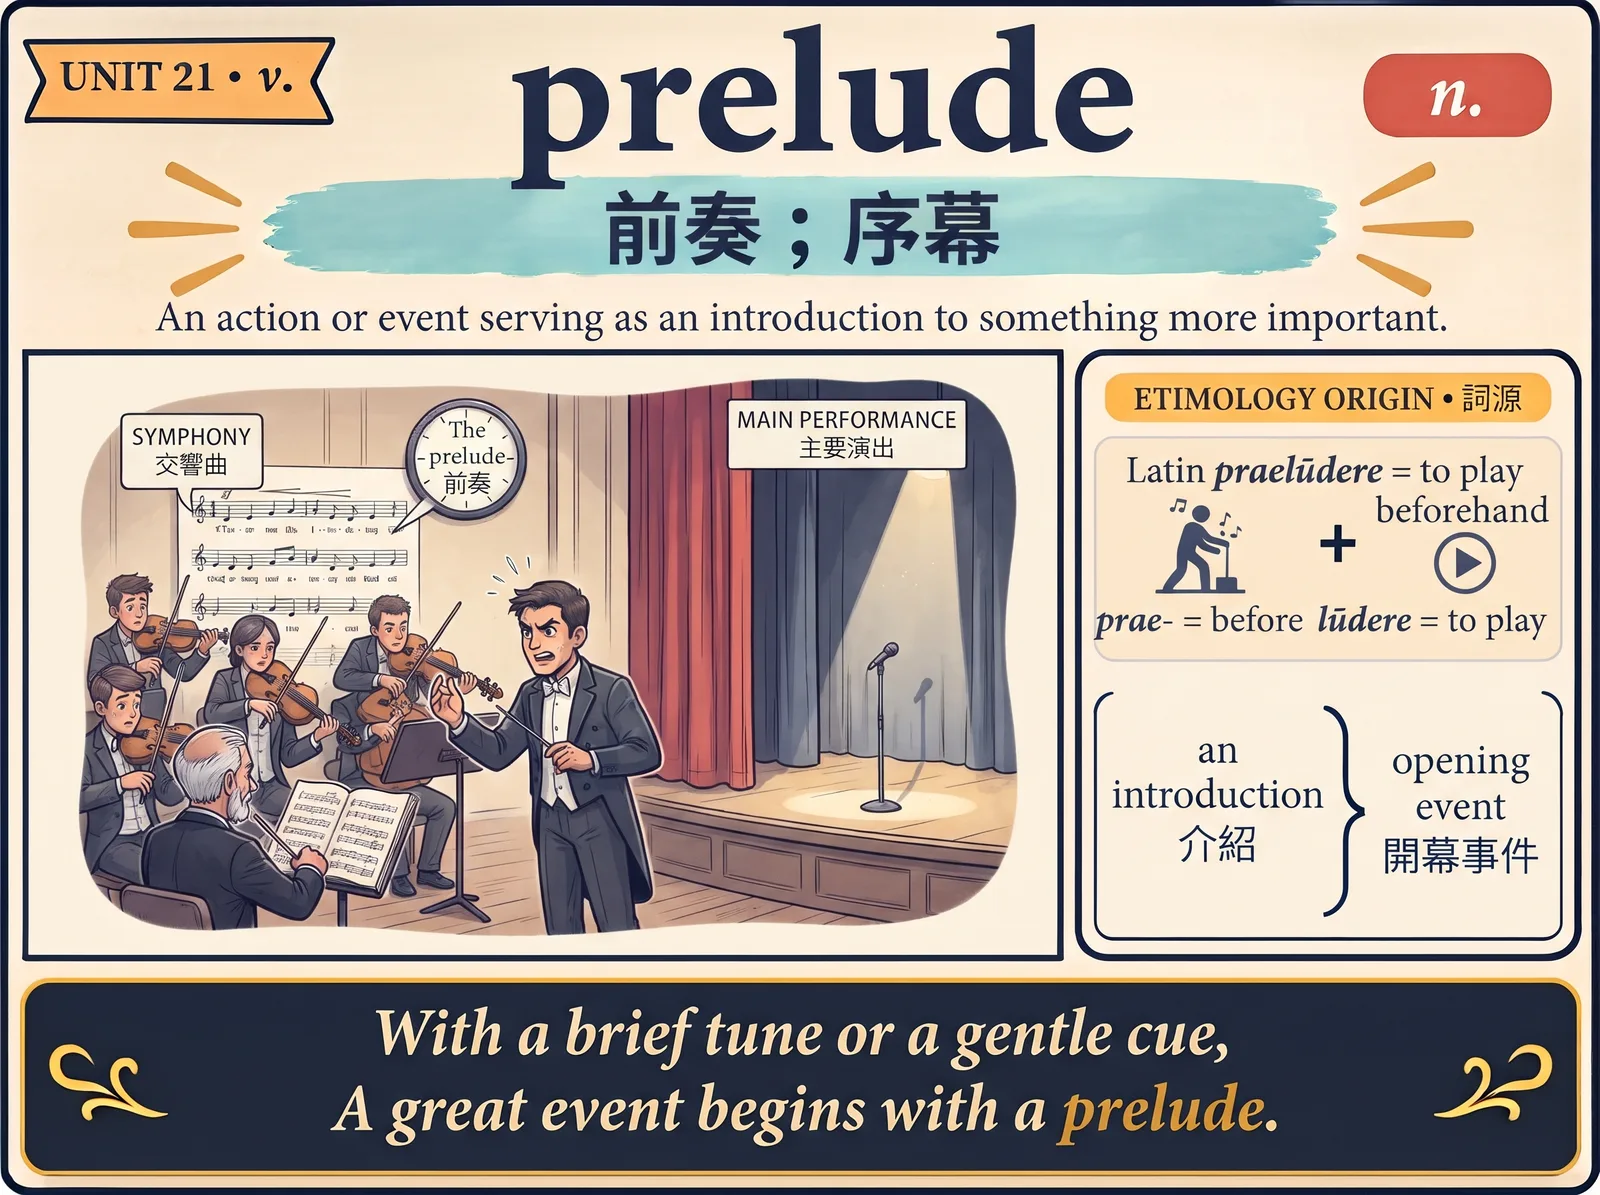 UNIT 21 • v.
prelude
n.
前奏；序幕
An action or event serving as an introduction to something more important.
SYMPHONY
交響曲
The
prelude
前奏
MAIN PERFORMANCE
主要演出
ETIMOLOGY ORIGIN • 詞源
Latin praelūdere = to play
beforehand
+
prae- = before lūdere = to play
an
introduction
介紹
opening
event
開幕事件
With a brief tune or a gentle cue,
A great event begins with a prelude.